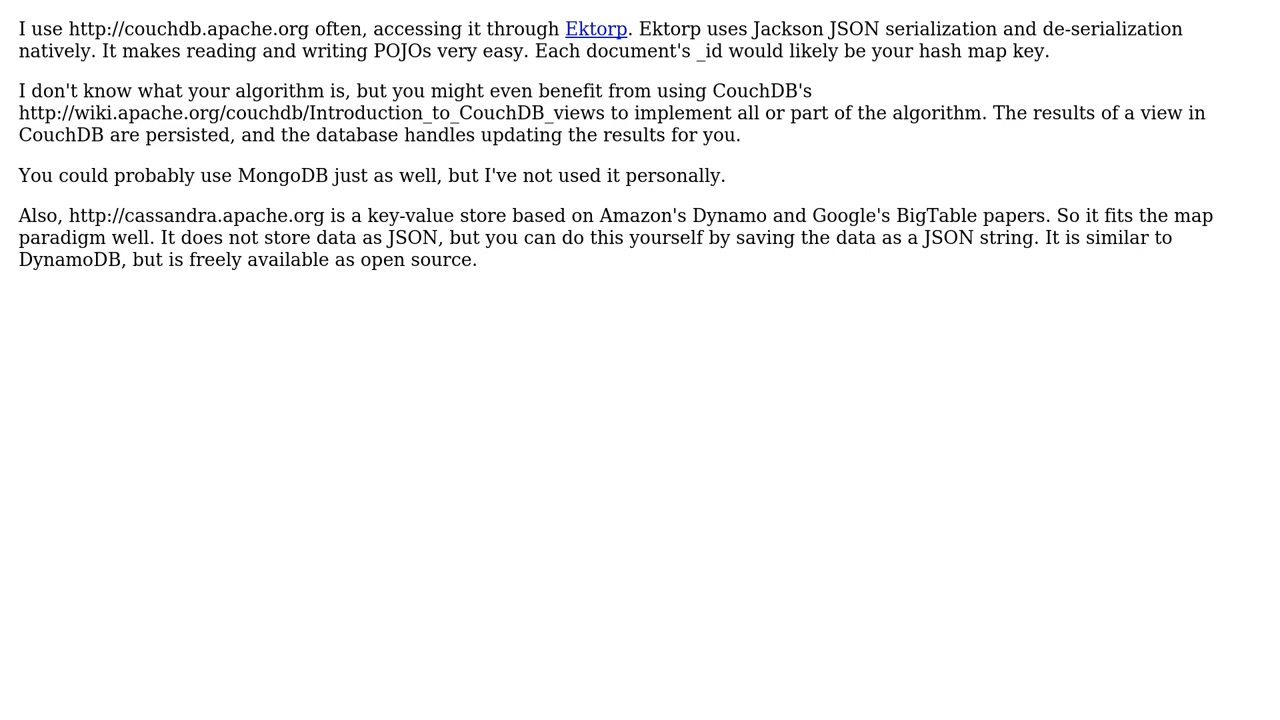 I use http://couchdb.apache.org often, accessing it through Ektorp. Ektorp uses Jackson JSON serialization and de-serialization
natively. It makes reading and writing POJOs very easy. Each document's _id would likely be your hash map key.
I don't know what your algorithm is, but you might even benefit from using CouchDB's
http://wiki.apache.org/couchdb/Introduction_to_CouchDB_views to implement all or part of the algorithm. The results of a view in
CouchDB are persisted, and the database handles updating the results for you.
You could probably use MongoDB just as well, but I've not used it personally.
Also, http://cassandra.apache.org is a key-value store based on Amazon's Dynamo and Google's BigTable papers. So it fits the map
paradigm well. It does not store data as JSON, but you can do this yourself by saving the data as a JSON string. It is similar to
DynamoDB, but is freely available as open source.